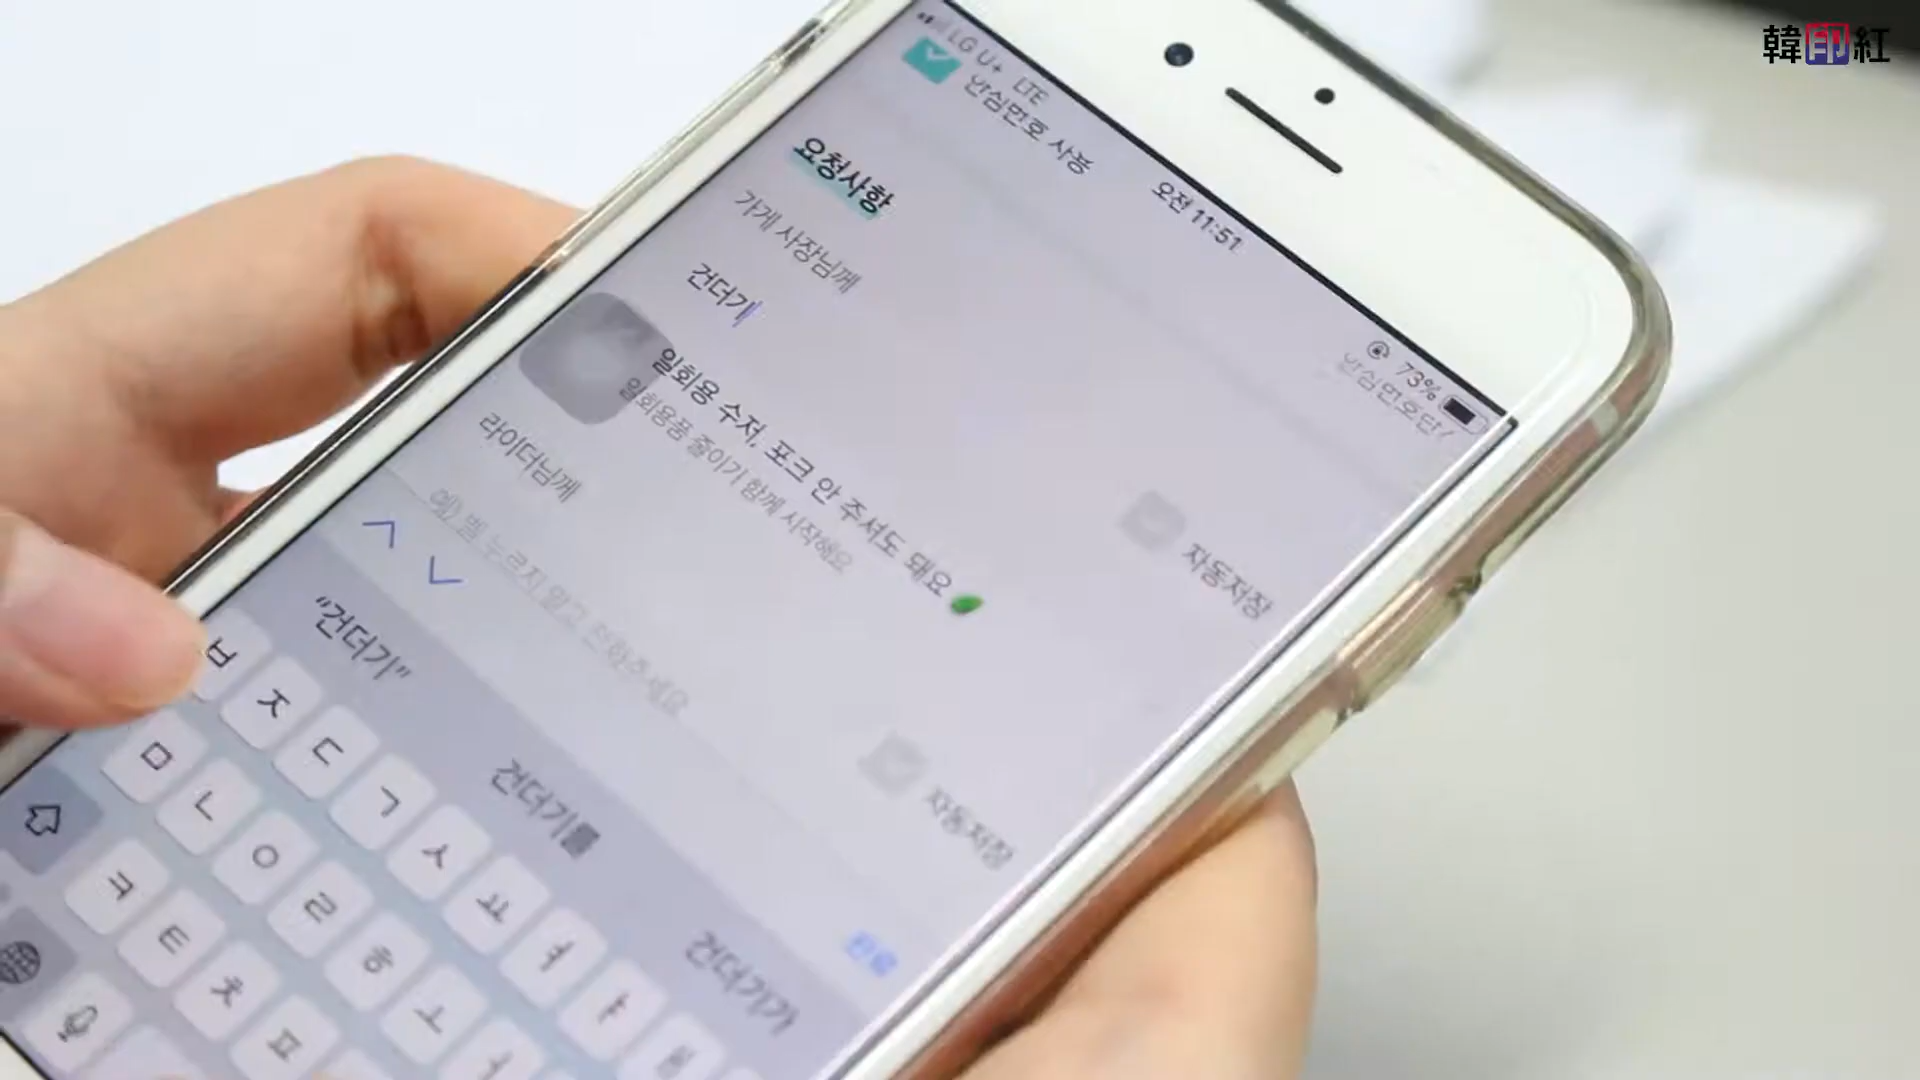 韓印紅
LG U+ LTE
오전 11:51
73%
안심번호 사용
요청사항
가게 사장님께
건더기
자동저장
일회용 수저, 포크 안 주셔도 돼요
일회용품 줄이기 함께 시작해요
라이더님께
예) 벨 누르지 말고 전화주세요
자동저장
완료
"건더기"
건더기를
건더기가
ㅂ ㅈ ㄷ ㄱ ㅅ ㅛ ㅕ ㅑ
ㅁ ㄴ ㅇ ㄹ ㅎ ㅗ ㅓ
ㅋ ㅌ ㅊ ㅍ